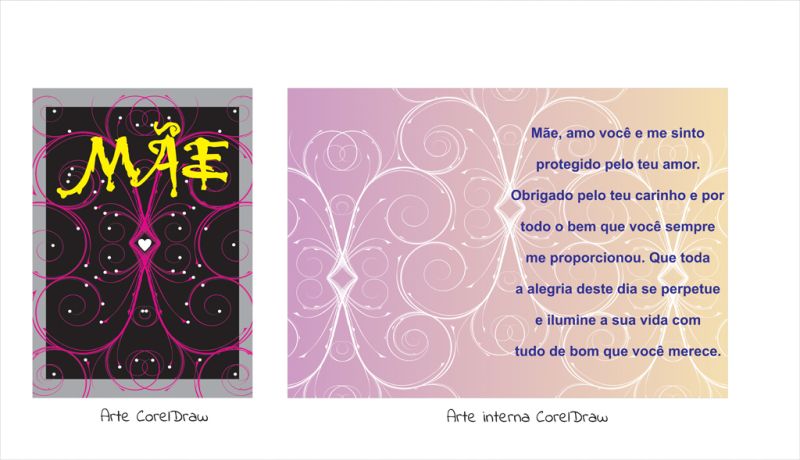 MÃE
Mãe, amo você e me sinto
protegido pelo teu amor.
Obrigado pelo teu carinho e por
todo o bem que você sempre
me proporcionou. Que toda
a alegria deste dia se perpetue
e ilumine a sua vida com
tudo de bom que você merece.
Arte CorelDraw
Arte interna CorelDraw